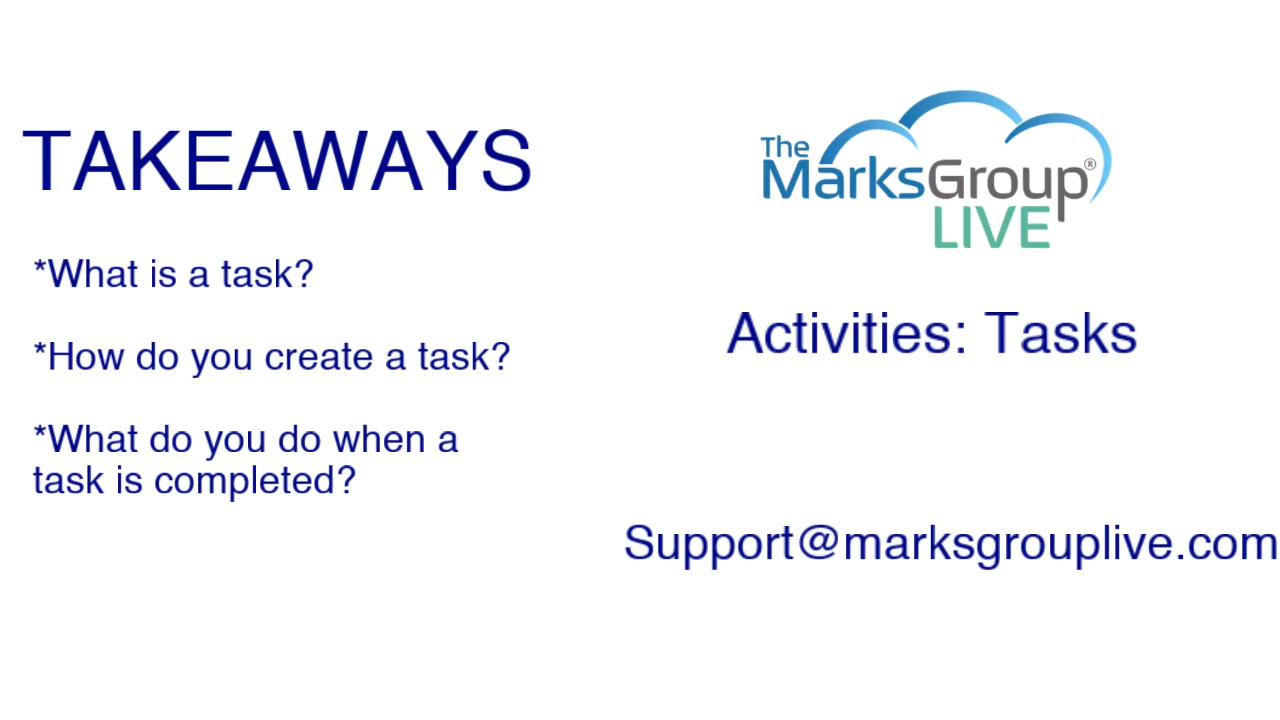 TAKEAWAYS
*What is a task?
*How do you create a task?
*What do you do when a
task is completed?
The
MarksGroup®
LIVE
Activities: Tasks
Support@marksgrouplive.com